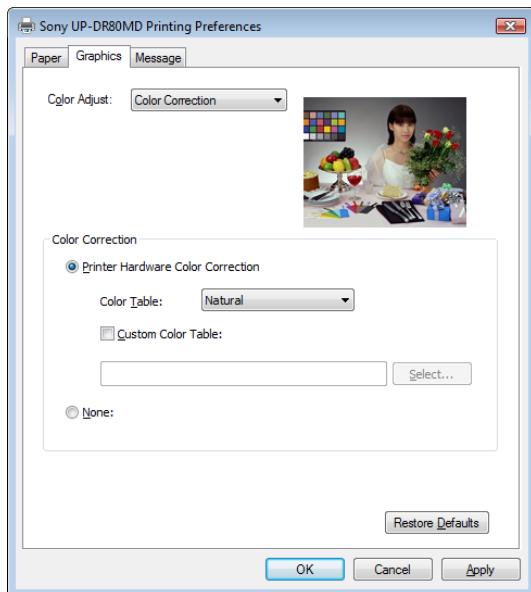 Sony UP-DR80MD Printing Preferences
Paper Graphics Message
Color Adjust: Color Correction
Color Correction
Printer Hardware Color Correction
Color Table: Natural
Custom Color Table:
Select...
None:
Restore Defaults
OK Cancel Apply